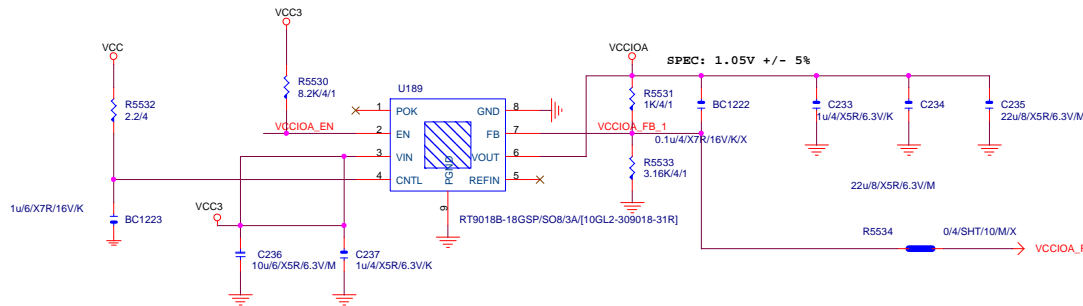 VCC3
VCC
VCCIOA
SPEC: 1.05V +/- 5%
R5532
2.2/4
R5530
8.2K/4/1
U189
R5531
1K/4/1
BC1222
0.1u/4/X7R/16V/K/X
C233
1u/4/X5R/6.3V/K
C234
22u/8/X5R/6.3V/M
C235
22u/8/X5R/6.3V/M
VCCIOA_EN
VCCIOA_FB_1
1 POK GND 8
2 EN FB 7
3 VIN VOUT 6
4 CNTL REFIN 5
PGND
9
R5533
3.16K/4/1
1u/6/X7R/16V/K
BC1223
VCC3
RT9018B-18GSP/SO8/3A/[10GL2-309018-31R]
C236
10u/6/X5R/6.3V/M
C237
1u/4/X5R/6.3V/K
R5534
0/4/SHT/10/M/X